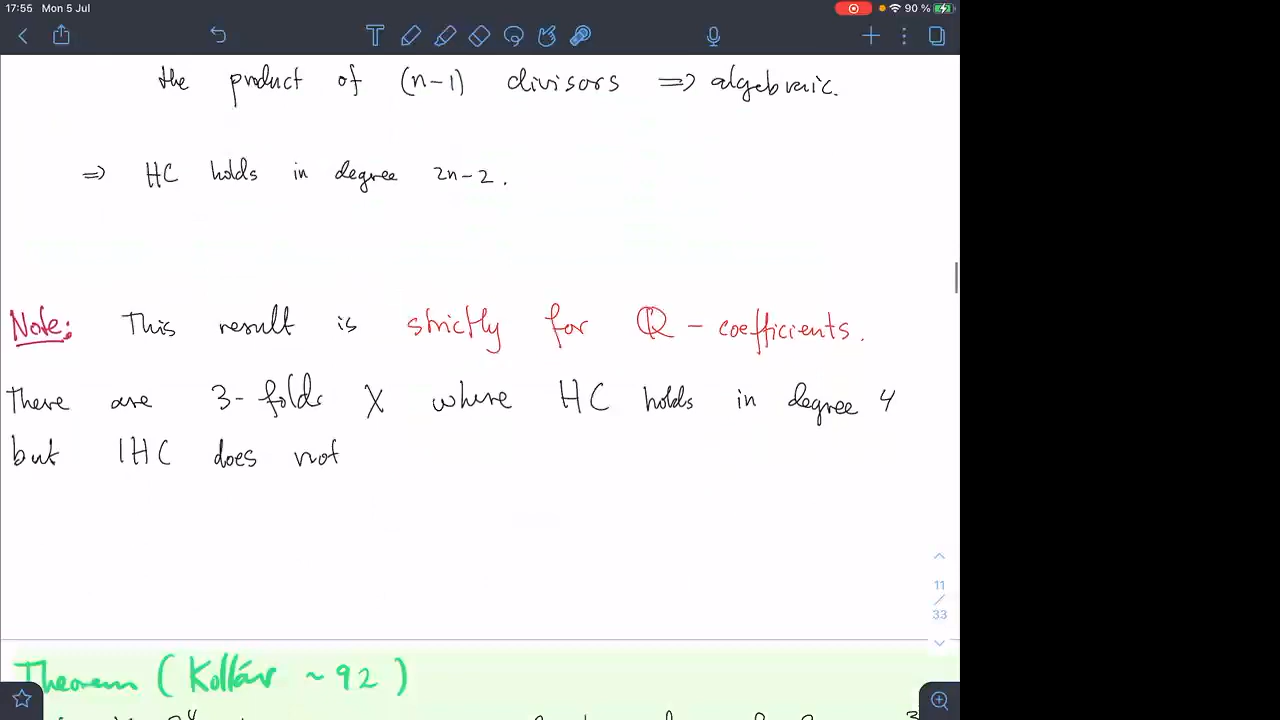 17:55 Mon 5 Jul
90 %
the product of (n-1) divisors => algebraic.
=> HC holds in degree 2n-2.
Note: This result is strictly for ℚ - coefficients.
There are 3-folds X where HC holds in degree 4
but IHC does not
11
/
33
Theorem (Kollár ~92)